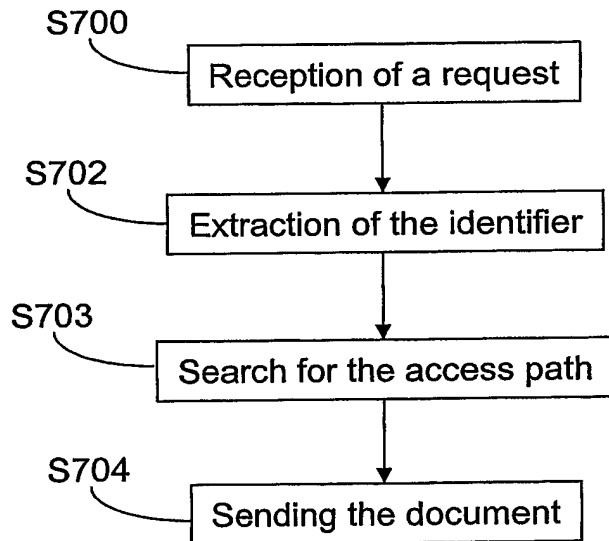 S700
Reception of a request
S702
Extraction of the identifier
S703
Search for the access path
S704
Sending the document